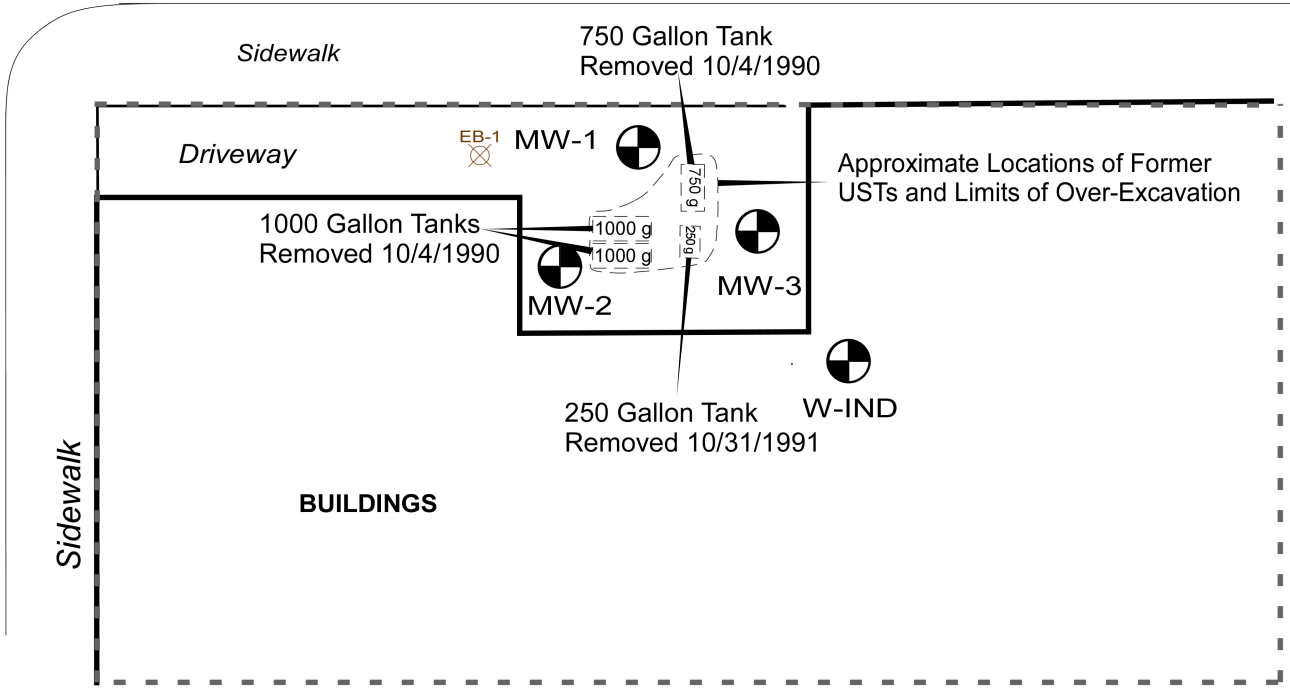 750 Gallon Tank
Removed 10/4/1990
Sidewalk
EB-1
MW-1
Driveway
Approximate Locations of Former
USTs and Limits of Over-Excavation
750 g
1000 Gallon Tanks
Removed 10/4/1990
1000 g
1000 g
250 g
MW-2
MW-3
250 Gallon Tank
Removed 10/31/1991
W-IND
Sidewalk
BUILDINGS